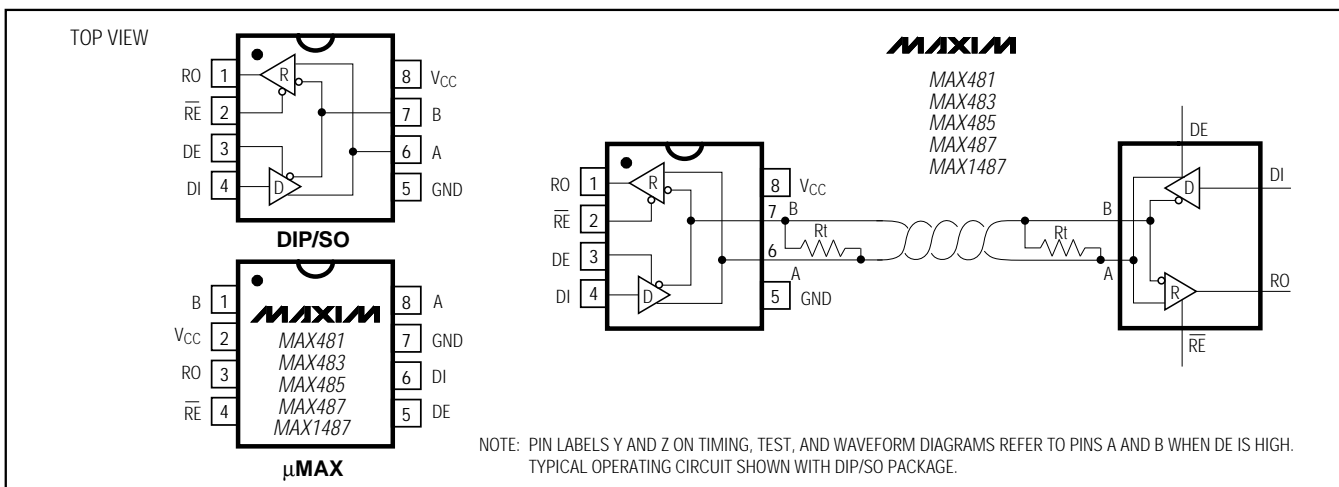 TOP VIEW
RO 1
RE 2
DE 3
DI 4
R
D
8 VCC
7 B
6 A
5 GND
DIP/SO
B 1
VCC 2
RO 3
RE 4
MAXIM
MAX481
MAX483
MAX485
MAX487
MAX1487
8 A
7 GND
6 DI
5 DE
µMAX
MAXIM
MAX481
MAX483
MAX485
MAX487
MAX1487
RO 1
RE 2
DE 3
DI 4
R
D
8 VCC
7 B
6 A
5 GND
Rt
Rt
B
A
DE
D
DI
R
RO
RE
NOTE: PIN LABELS Y AND Z ON TIMING, TEST, AND WAVEFORM DIAGRAMS REFER TO PINS A AND B WHEN DE IS HIGH.
TYPICAL OPERATING CIRCUIT SHOWN WITH DIP/SO PACKAGE.